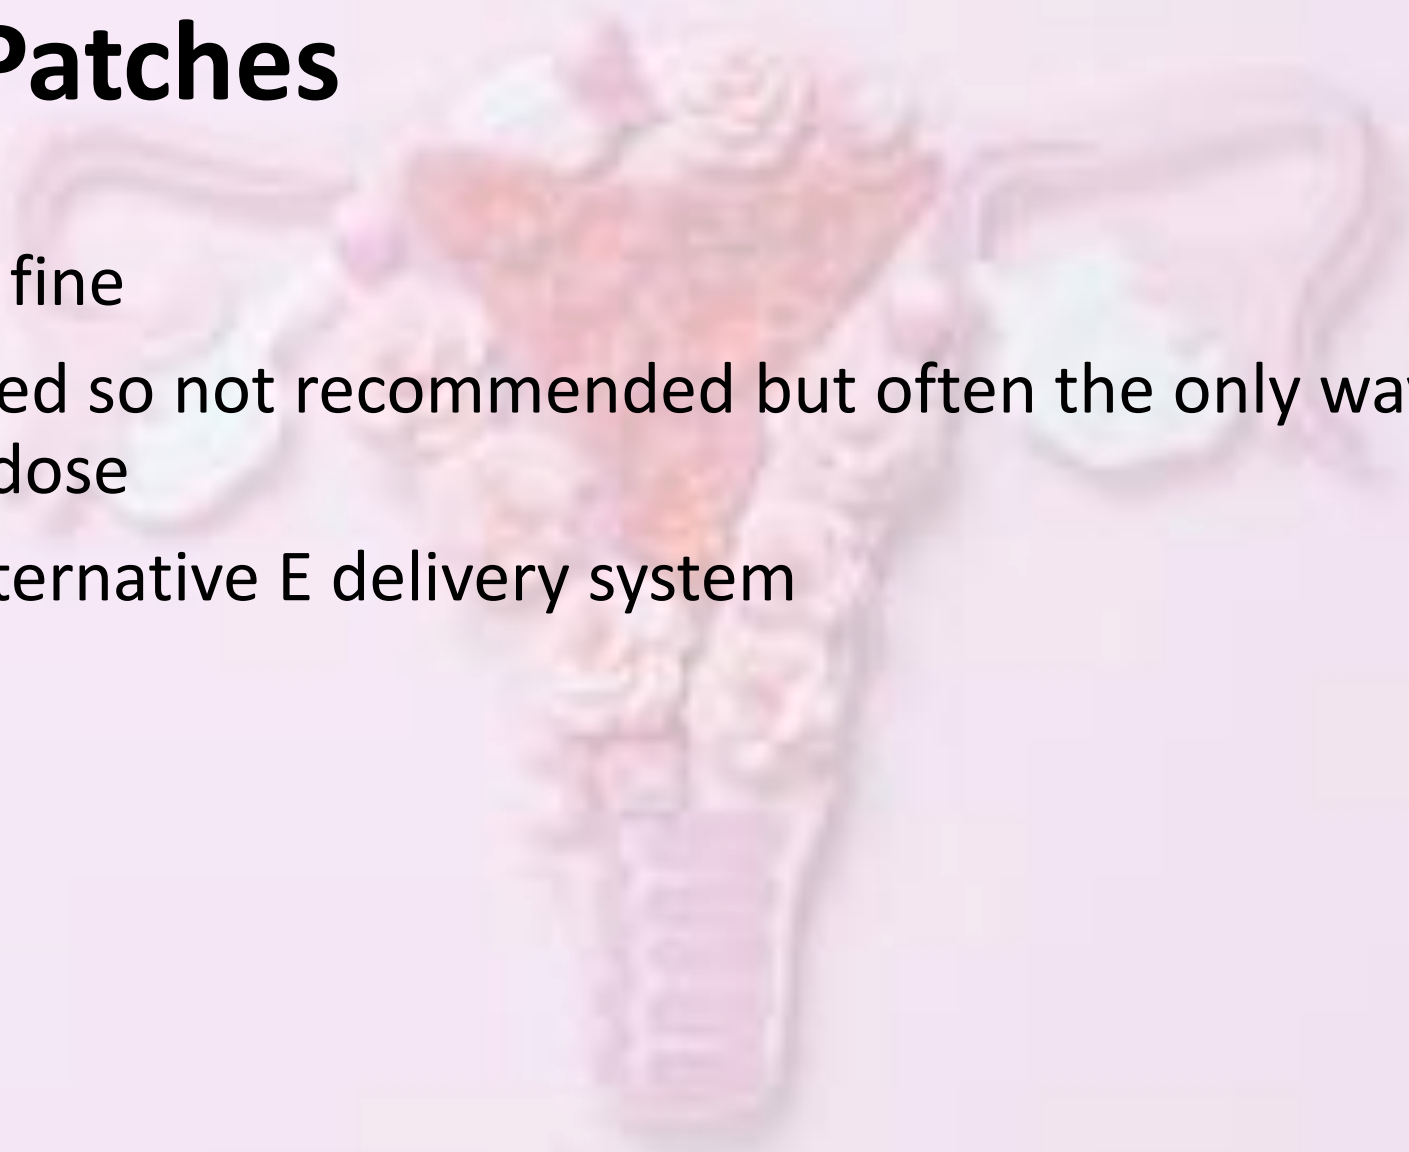 Patches
fine
ed so not recommended but often the only wa
dose
ternative E delivery system